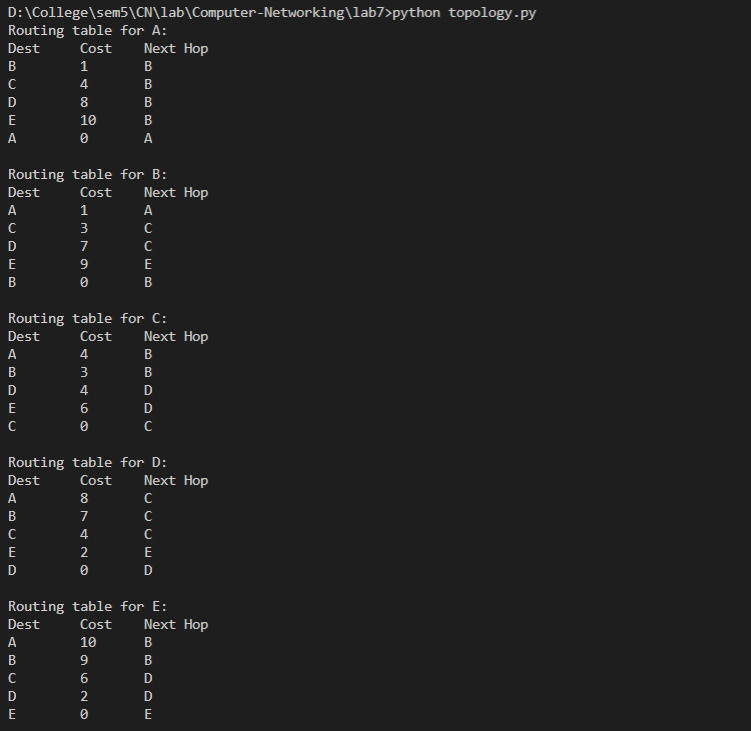 D:\College\sem5\CN\lab\Computer-Networking\lab7>python topology.py
Routing table for A:
Dest Cost Next Hop
B 1 B
C 4 B
D 8 B
E 10 B
A 0 A
Routing table for B:
Dest Cost Next Hop
A 1 A
C 3 C
D 7 C
E 9 E
B 0 B
Routing table for C:
Dest Cost Next Hop
A 4 B
B 3 B
D 4 D
E 6 D
C 0 C
Routing table for D:
Dest Cost Next Hop
A 8 C
B 7 C
C 4 C
E 2 E
D 0 D
Routing table for E:
Dest Cost Next Hop
A 10 B
B 9 B
C 6 D
D 2 D
E 0 E